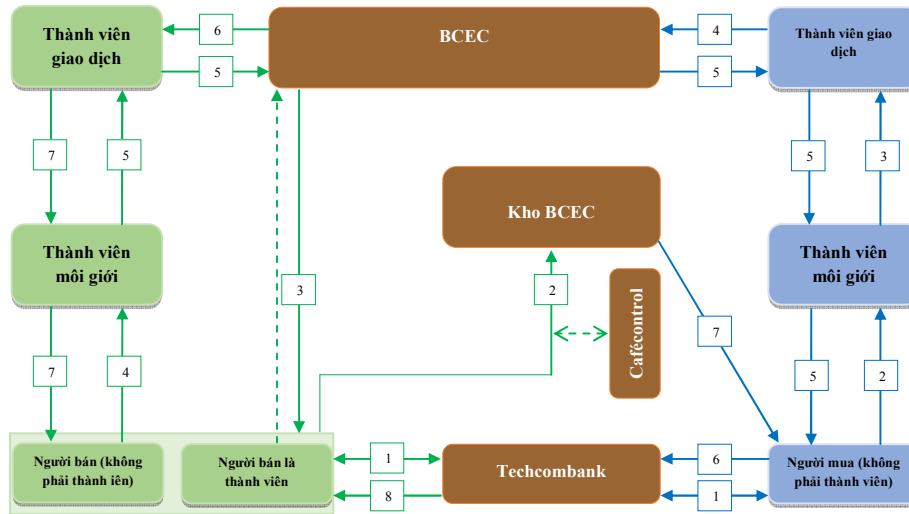 Thành viên
giao dịch
6
5
BCEC
4
5
Thành viên giao
dịch
7
5
5
3
Kho BCEC
Thành viên
môi giới
3
2
Cafécontrol
7
Thành viên
môi giới
7
4
5
2
Người bán (không
phải thành iên)
Người bán là
thành viên
1
8
Techcombank
6
1
Người mua (không
phải thành viên)